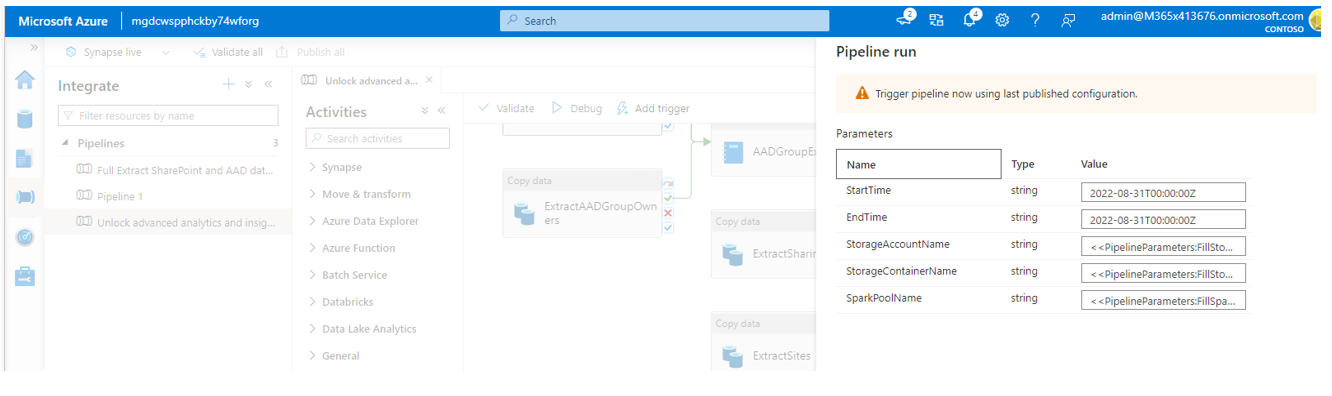 Microsoft Azure mgdcwspphckby74wforg Search 2 4 admin@M365x413676.onmicrosoft.com
CONTOSO
Synapse live Validate all Publish all
Integrate
Filter resources by name
Pipelines 3
Full Extract SharePoint and AAD dat...
Pipeline 1
Unlock advanced analytics and insig...
Unlock advanced a...
Activities
Search activities
Synapse
Move & transform
Azure Data Explorer
Azure Function
Batch Service
Databricks
Data Lake Analytics
General
Validate Debug Add trigger
AADGroupEx
Copy data
ExtractAADGroupOwn
ers
Copy data
ExtractSharin
Copy data
ExtractSites
Pipeline run
Trigger pipeline now using last published configuration.
Parameters
Name Type Value
StartTime string 2022-08-31T00:00:00Z
EndTime string 2022-08-31T00:00:00Z
StorageAccountName string <<PipelineParameters:FillSto...
StorageContainerName string <<PipelineParameters:FillSto...
SparkPoolName string <<PipelineParameters:FillSpa...